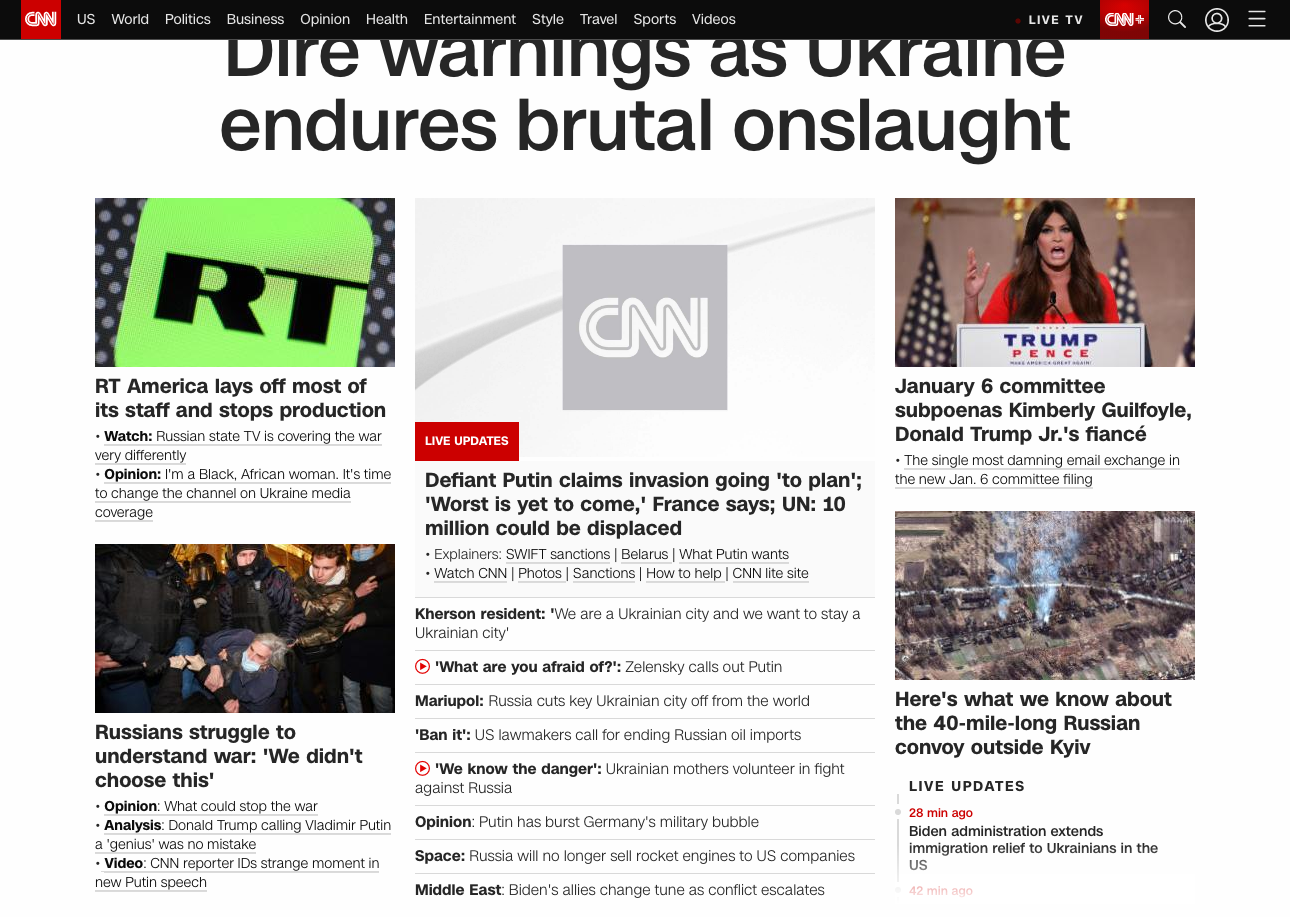 CNN
US World Politics Business Opinion Health Entertainment Style Travel Sports Videos
LIVE TV
CNN+
Dire warnings as Ukraine
endures brutal onslaught
RT
RT America lays off most of
its staff and stops production
• Watch: Russian state TV is covering the war
very differently
• Opinion: I'm a Black, African woman. It's time
to change the channel on Ukraine media
coverage
Russians struggle to
understand war: 'We didn't
choose this'
• Opinion: What could stop the war
• Analysis: Donald Trump calling Vladimir Putin
a 'genius' was no mistake
• Video: CNN reporter IDs strange moment in
new Putin speech
CNN
LIVE UPDATES
Defiant Putin claims invasion going 'to plan';
'Worst is yet to come,' France says; UN: 10
million could be displaced
• Explainers: SWIFT sanctions | Belarus | What Putin wants
• Watch CNN | Photos | Sanctions | How to help | CNN lite site
Kherson resident: 'We are a Ukrainian city and we want to stay a
Ukrainian city'
'What are you afraid of?': Zelensky calls out Putin
Mariupol: Russia cuts key Ukrainian city off from the world
'Ban it': US lawmakers call for ending Russian oil imports
'We know the danger': Ukrainian mothers volunteer in fight
against Russia
Opinion: Putin has burst Germany's military bubble
Space: Russia will no longer sell rocket engines to US companies
Middle East: Biden's allies change tune as conflict escalates
TRUMP
PENCE
MAKE AMERICA GREAT AGAIN!
January 6 committee
subpoenas Kimberly Guilfoyle,
Donald Trump Jr.'s fiancé
• The single most damning email exchange in
the new Jan. 6 committee filing
MAXAR
Here's what we know about
the 40-mile-long Russian
convoy outside Kyiv
LIVE UPDATES
28 min ago
Biden administration extends
immigration relief to Ukrainians in the
US
42 min ago